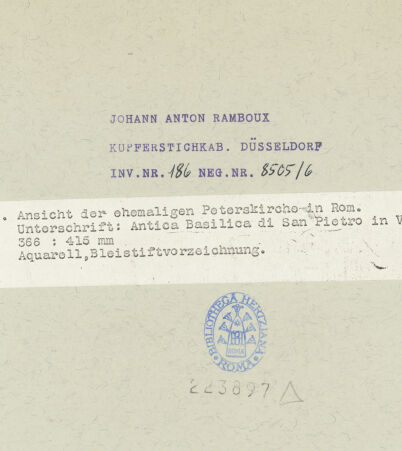 JOHANN ANTON RAMBOUX
KUPFERSTICHKAB. DÜSSELDORF
INV.NR. 186 NEG.NR. 8505/6
. Ansicht der ehemaligen Peterskirche in Rom.
Unterschrift: Antica Basilica di San Pietro in V
366 : 415 mm
Aquarell,Bleistiftvorzeichnung.
BIBLIOTHECA HERTZIANA
ROMA
ROMA
223897